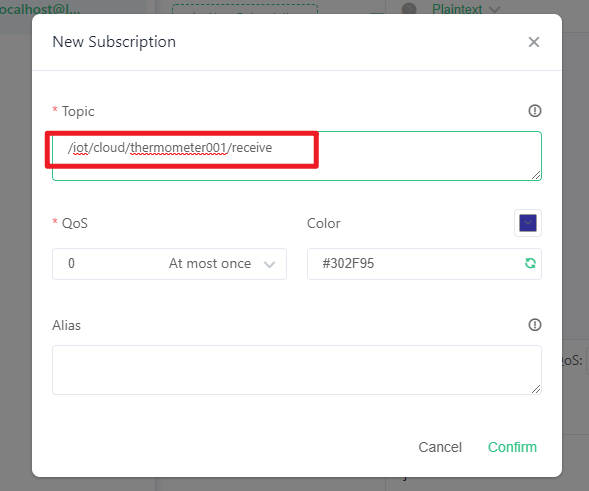 ocalhost@l...
Plaintext
New Subscription
* Topic
/iot/cloud/thermometer001/receive
* QoS
Color
0 At most once
#302F95
Alias
QoS:
Cancel
Confirm